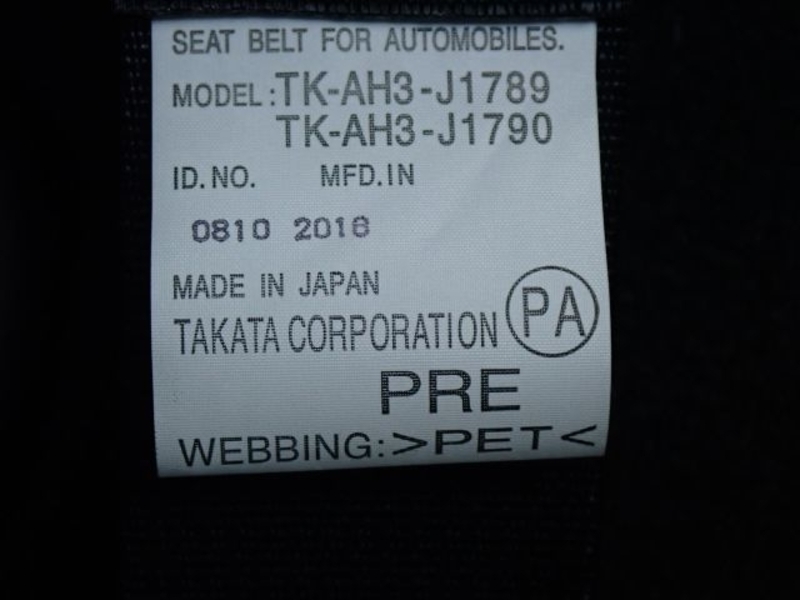 SEAT BELT FOR AUTOMOBILES.
MODEL:TK-AH3-J1789
TK-AH3-J1790
ID.NO. MFD.IN
0810 2016
MADE IN JAPAN
TAKATA CORPORATION PA
PRE
WEBBING:>PET<